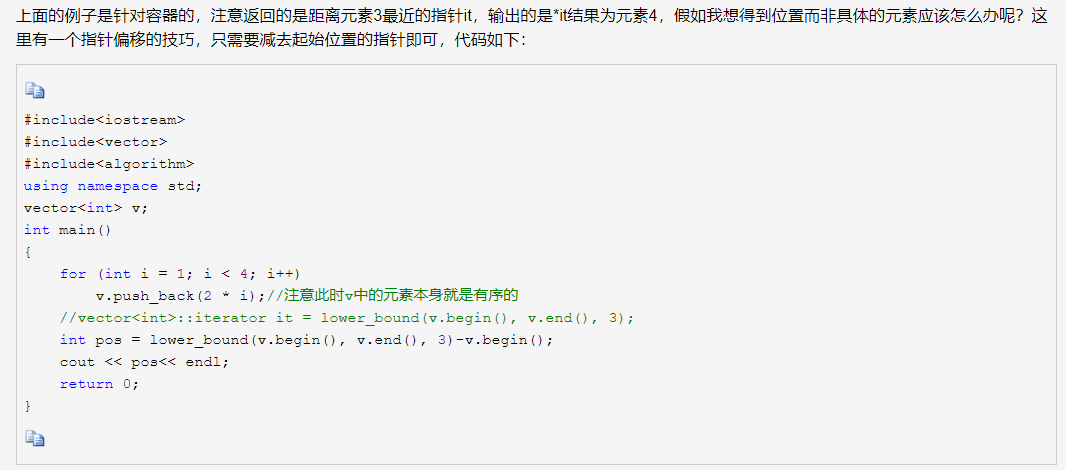 上面的例子是针对容器的，注意返回的是距离元素3最近的指针it，输出的是*it结果为元素4，假如我想得到位置而非具体的元素应该怎么办呢？这
里有一个指针偏移的技巧，只需要减去起始位置的指针即可，代码如下：
#include<iostream>
#include<vector>
#include<algorithm>
using namespace std;
vector<int> v;
int main()
{
    for (int i = 1; i < 4; i++)
        v.push_back(2 * i);//注意此时v中的元素本身就是有序的
    //vector<int>::iterator it = lower_bound(v.begin(), v.end(), 3);
    int pos = lower_bound(v.begin(), v.end(), 3)-v.begin();
    cout << pos<< endl;
    return 0;
}